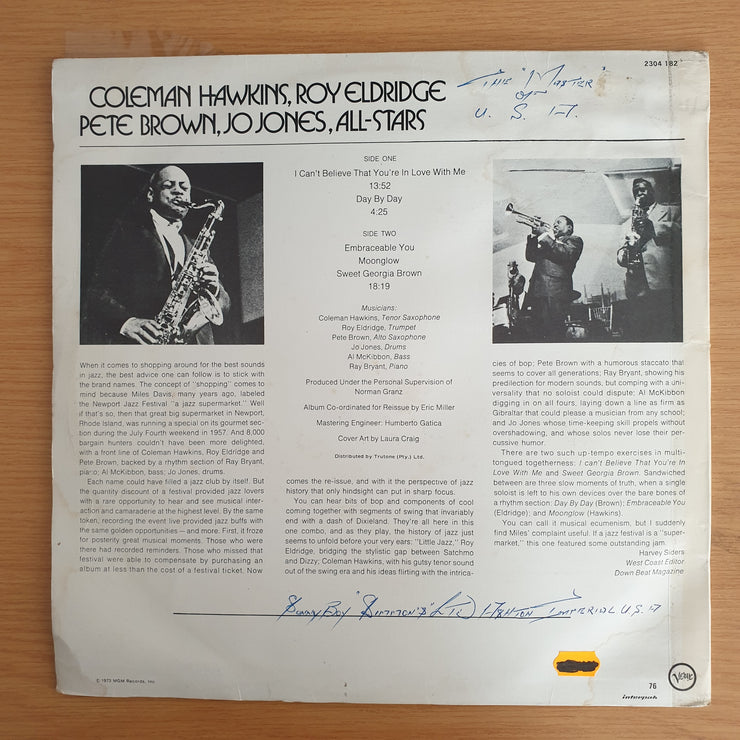 2304 182
COLEMAN HAWKINS, ROY ELDRIDGE
PETE BROWN, JO JONES, ALL-STARS
THE "MASTER"
OF
U. S. A.
SIDE ONE
I Can't Believe That You're In Love With Me
13:52
Day By Day
4:25
SIDE TWO
Embraceable You
Moonglow
Sweet Georgia Brown
18:19
Musicians:
Coleman Hawkins, Tenor Saxophone
Roy Eldridge, Trumpet
Pete Brown, Alto Saxophone
Jo Jones, Drums
Al McKibbon, Bass
Ray Bryant, Piano
Produced Under the Personal Supervision of
Norman Granz
Album Co-ordinated for Reissue by Eric Miller
Mastering Engineer: Humberto Gatica
Cover Art by Laura Craig
Distributed by Trutone (Pty.) Ltd.
When it comes to shopping around for the best sounds
in jazz, the best advice one can follow is to stick with
the brand names. The concept of "shopping" comes to
mind because Miles Davis, many years ago, labeled
the Newport Jazz Festival "a jazz supermarket." Well
if that's so, then that great big supermarket in Newport,
Rhode Island, was running a special on its gourmet sec-
tion during the July Fourth weekend in 1957. And 8,000
bargain hunters couldn't have been more delighted,
with a front line of Coleman Hawkins, Roy Eldridge and
Pete Brown, backed by a rhythm section of Ray Bryant,
piano; Al McKibbon, bass; Jo Jones, drums.
Each name could have filled a jazz club by itself. But
the quantity discount of a festival provided jazz lovers
with a rare opportunity to hear and see musical inter-
action and camaraderie at the highest level. By the same
token, recording the event live provided jazz buffs with
the same golden opportunities – and more. First, it froze
for posterity great musical moments. Those who were
there had recorded reminders. Those who missed that
festival were able to compensate by purchasing an
album at less than the cost of a festival ticket. Now
comes the re-issue, and with it the perspective of jazz
history that only hindsight can put in sharp focus.
You can hear bits of bop and components of cool
coming together with segments of swing that invariably
end with a dash of Dixieland. They're all here in this
one combo, and as they play, the history of jazz just
seems to unfold before your very ears: "Little Jazz," Roy
Eldridge, bridging the stylistic gap between Satchmo
and Dizzy; Coleman Hawkins, with his gutsy tenor sound
out of the swing era and his ideas flirting with the intrica-
cies of bop; Pete Brown with a humorous staccato that
seems to cover all generations; Ray Bryant, showing his
predilection for modern sounds, but comping with a uni-
versality that no soloist could dispute; Al McKibbon
digging in on all fours, laying down a line as firm as
Gibraltar that could please a musician from any school;
and Jo Jones whose time-keeping skill propels without
overshadowing, and whose solos never lose their per-
cussive humor.
There are two such up-tempo exercises in multi-
tongued togetherness: I can't Believe That You're In
Love With Me and Sweet Georgia Brown. Sandwiched
between are three slow moments of truth, when a single
soloist is left to his own devices over the bare bones of
a rhythm section: Day By Day (Brown); Embraceable You
(Eldridge); and Moonglow (Hawkins).
You can call it musical ecumenism, but I suddenly
find Miles' complaint useful. If a jazz festival is a "super-
market," this one featured some outstanding jam.
Harvey Siders
West Coast Editor
Down Beat Magazine
© 1973 MGM Records, Inc.
76
interpak
Verve